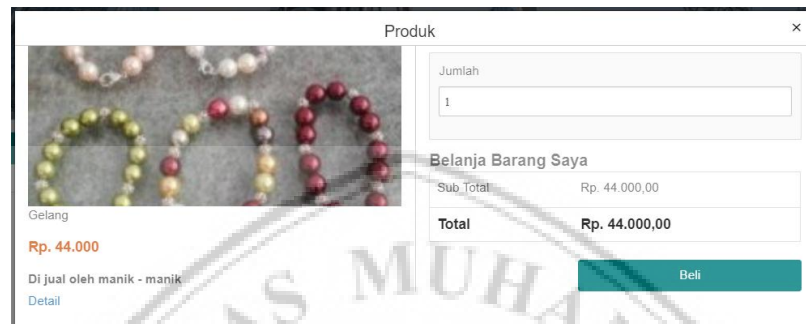 Produk
×
Gelang
Rp. 44.000
Di jual oleh manik - manik
Detail
Jumlah
1
Belanja Barang Saya
Sub Total Rp. 44.000,00
Total Rp. 44.000,00
Beli
AS MUHA